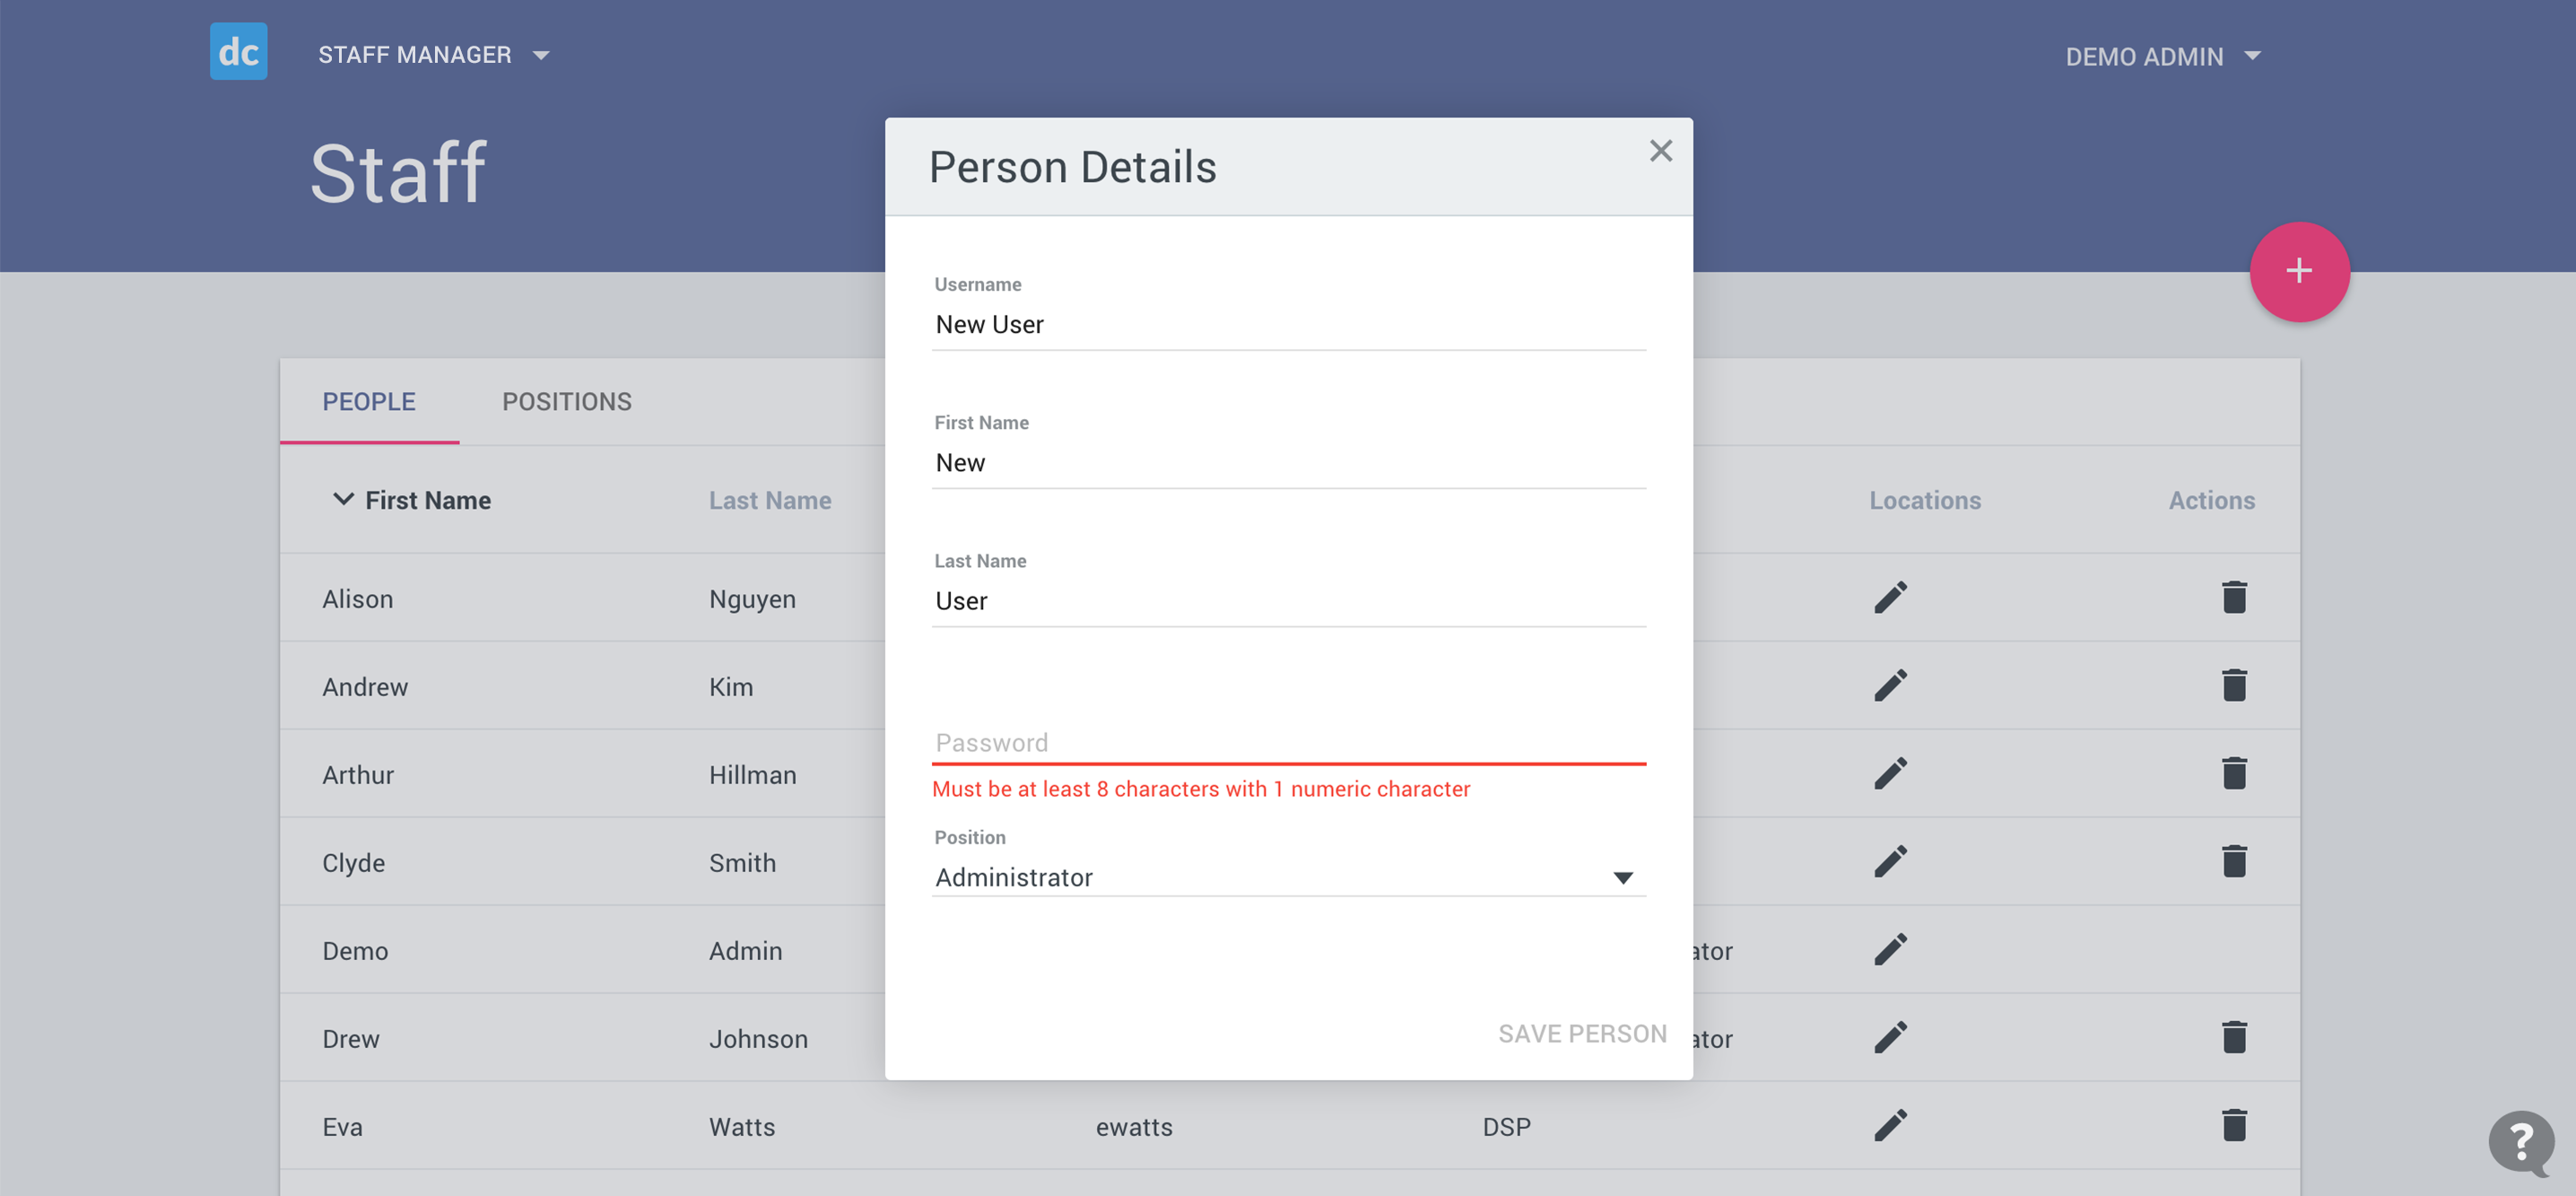 dc STAFF MANAGER DEMO ADMIN
Staff
Person Details
Username
New User
First Name
New
Last Name
User
Password
Must be at least 8 characters with 1 numeric character
Position
Administrator
SAVE PERSON
PEOPLE POSITIONS
First Name Last Name Locations Actions
Alison Nguyen
Andrew Kim
Arthur Hillman
Clyde Smith
Demo Admin ator
Drew Johnson ator
Eva Watts ewatts DSP
?